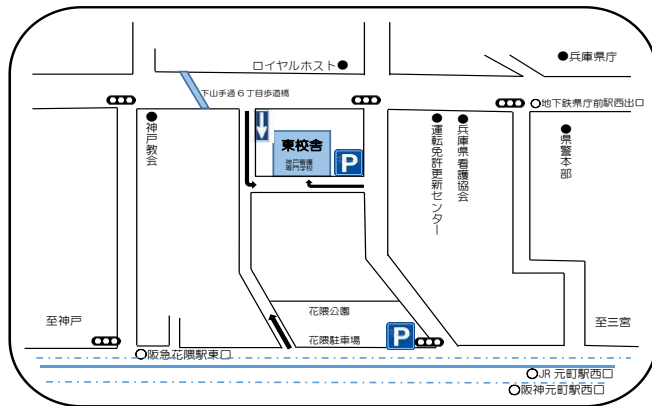 ロイヤルホスト
兵庫県庁
下山手通6丁目歩道橋
地下鉄県庁前駅西出口
神戸教会
東校舎
神戸看護
専門学校
P
運転免許更新センター
兵庫県看護協会
県警本部
花隈公園
至神戸
至三宮
花隈駐車場
P
阪急花隈駅東口
JR 元町駅西口
阪神元町駅西口